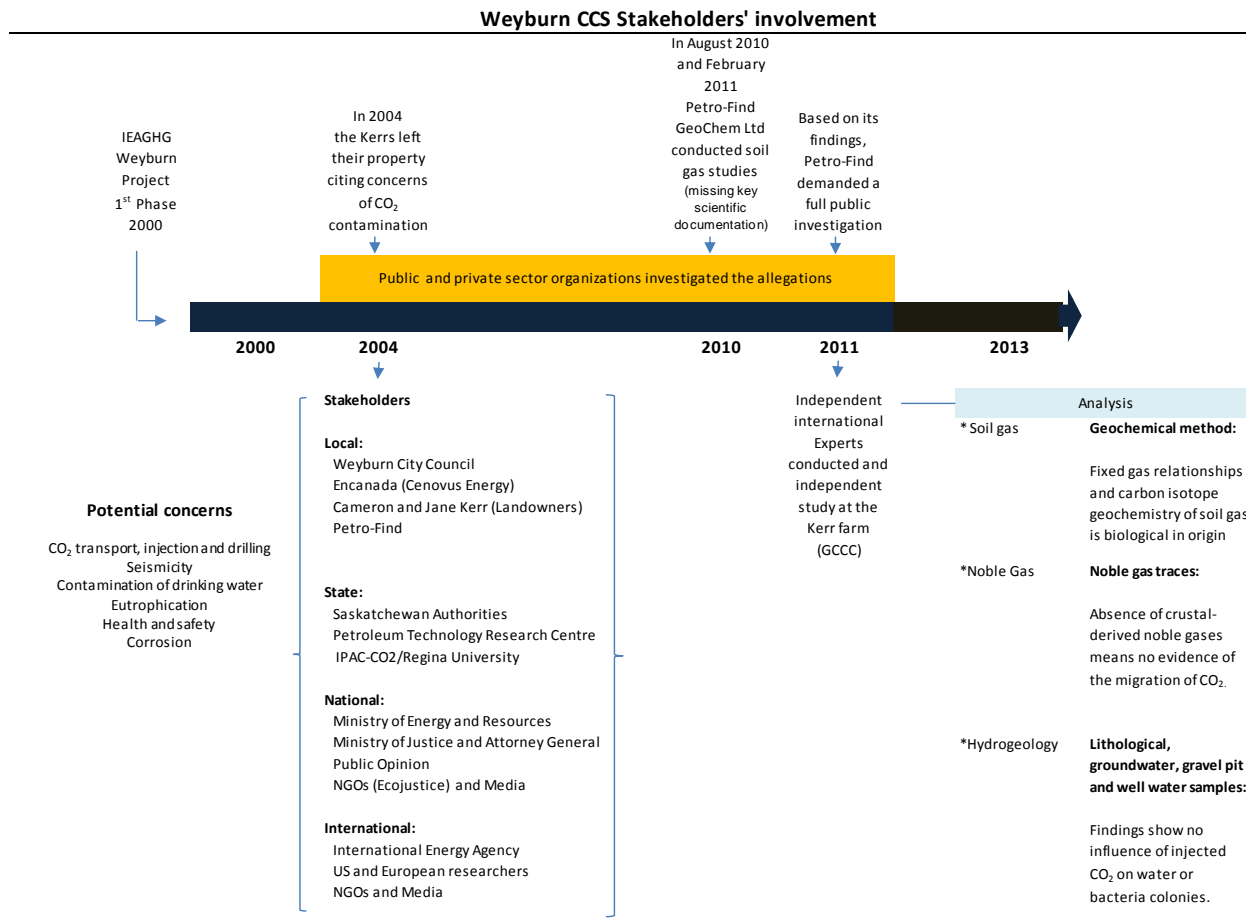 Weyburn CCS Stakeholders' involvement
IEAGHG
Weyburn
Project
1st Phase
2000
In 2004
the Kerrs left
their property
citing concerns
of CO2
contamination
In August 2010
and February
2011
Petro-Find
GeoChem Ltd
conducted soil
gas studies
(missing key
scientific
documentation)
Based on its
findings,
Petro-Find
demanded a
full public
investigation
Public and private sector organizations investigated the allegations
2000
2004
2010
2011
2013
Potential concerns
CO2 transport, injection and drilling
Seismicity
Contamination of drinking water
Eutrophication
Health and safety
Corrosion
Stakeholders
Local:
Weyburn City Council
Encanada (Cenovus Energy)
Cameron and Jane Kerr (Landowners)
Petro-Find
State:
Saskatchewan Authorities
Petroleum Technology Research Centre
IPAC-CO2/Regina University
National:
Ministry of Energy and Resources
Ministry of Justice and Attorney General
Public Opinion
NGOs (Ecojustice) and Media
International:
International Energy Agency
US and European researchers
NGOs and Media
Independent
international
Experts
conducted and
independent
study at the
Kerr farm
(GCCC)
Analysis
* Soil gas
Geochemical method:
Fixed gas relationships
and carbon isotope
geochemistry of soil gas
is biological in origin
*Noble Gas
Noble gas traces:
Absence of crustal-
derived noble gases
means no evidence of
the migration of CO2.
*Hydrogeology
Lithological,
groundwater, gravel pit
and well water samples:
Findings show no
influence of injected
CO2 on water or
bacteria colonies.